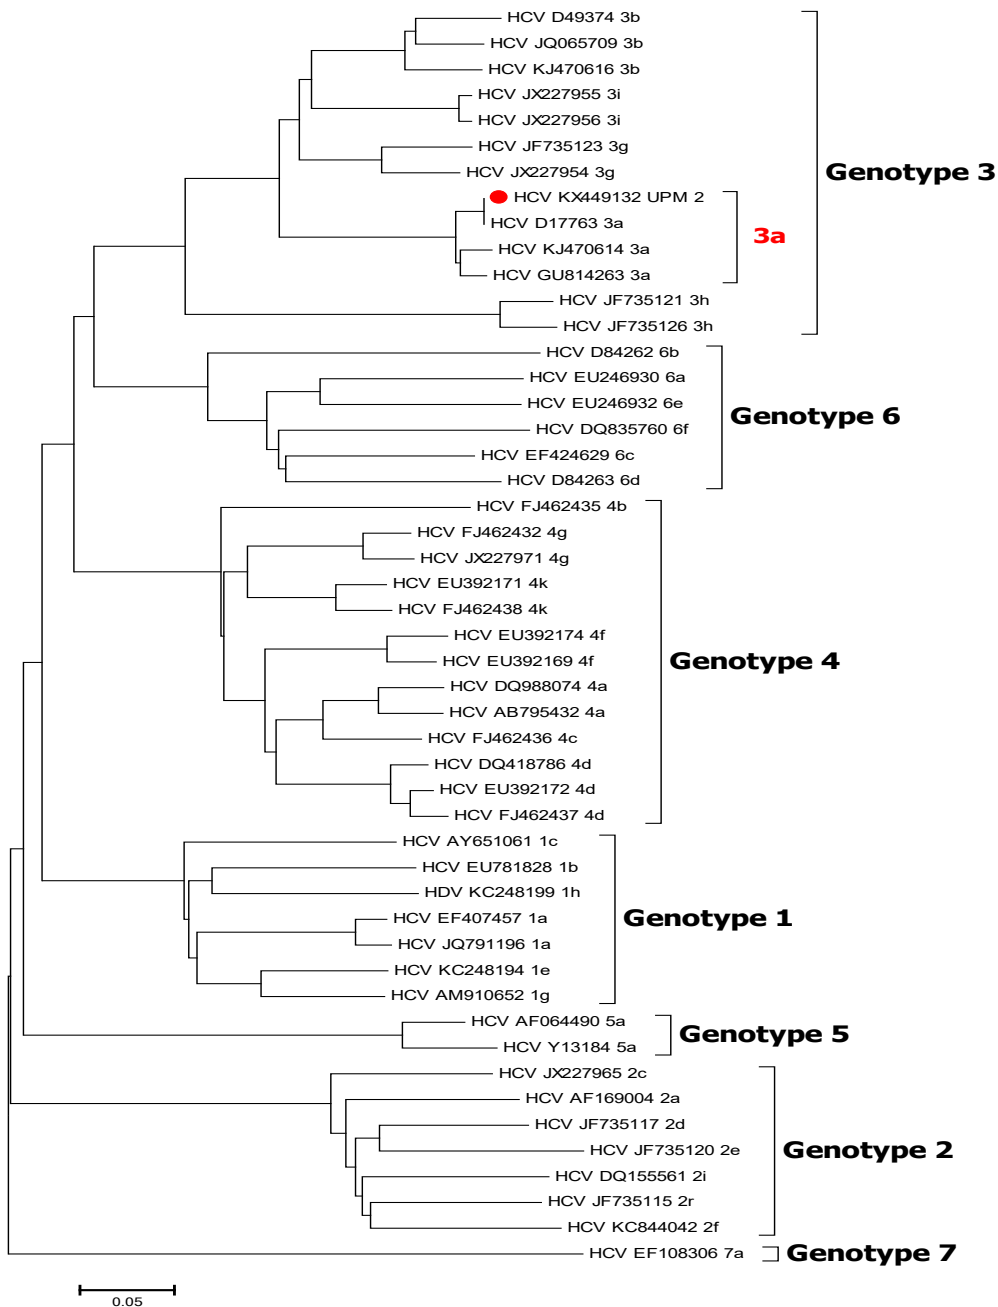 HCV D49374 3b
HCV JQ065709 3b
HCV KJ470616 3b
HCV JX227955 3i
HCV JX227956 3i
HCV JF735123 3g
HCV JX227954 3g
Genotype 3
HCV KX449132 UPM 2
HCV D17763 3a
3a
HCV KJ470614 3a
HCV GU814263 3a
HCV JF735121 3h
HCV JF735126 3h
HCV D84262 6b
HCV EU246930 6a
HCV EU246932 6e
Genotype 6
HCV DQ835760 6f
HCV EF424629 6c
HCV D84263 6d
HCV FJ462435 4b
HCV FJ462432 4g
HCV JX227971 4g
HCV EU392171 4k
HCV FJ462438 4k
HCV EU392174 4f
HCV EU392169 4f
Genotype 4
HCV DQ988074 4a
HCV AB795432 4a
HCV FJ462436 4c
HCV DQ418786 4d
HCV EU392172 4d
HCV FJ462437 4d
HCV AY651061 1c
HCV EU781828 1b
HDV KC248199 1h
HCV EF407457 1a
Genotype 1
HCV JQ791196 1a
HCV KC248194 1e
HCV AM910652 1g
HCV AF064490 5a
Genotype 5
HCV Y13184 5a
HCV JX227965 2c
HCV AF169004 2a
HCV JF735117 2d
HCV JF735120 2e
Genotype 2
HCV DQ155561 2i
HCV JF735115 2r
HCV KC844042 2f
HCV EF108306 7a
Genotype 7
0.05